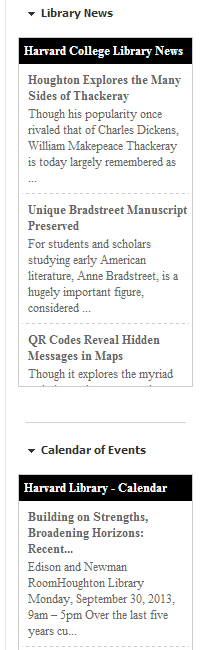 Library News
Harvard College Library News
Houghton Explores the Many
Sides of Thackeray
Though his popularity once
rivaled that of Charles Dickens,
William Makepeace Thackeray
is today largely remembered as
...
Unique Bradstreet Manuscript
Preserved
For students and scholars
studying early American
literature, Anne Bradstreet, is a
hugely important figure,
considered ...
QR Codes Reveal Hidden
Messages in Maps
Though it explores the myriad
Calendar of Events
Harvard Library - Calendar
Building on Strengths,
Broadening Horizons:
Recent...
Edison and Newman
RoomHoughton Library
Monday, September 30, 2013,
9am – 5pm Over the last five
years cu...